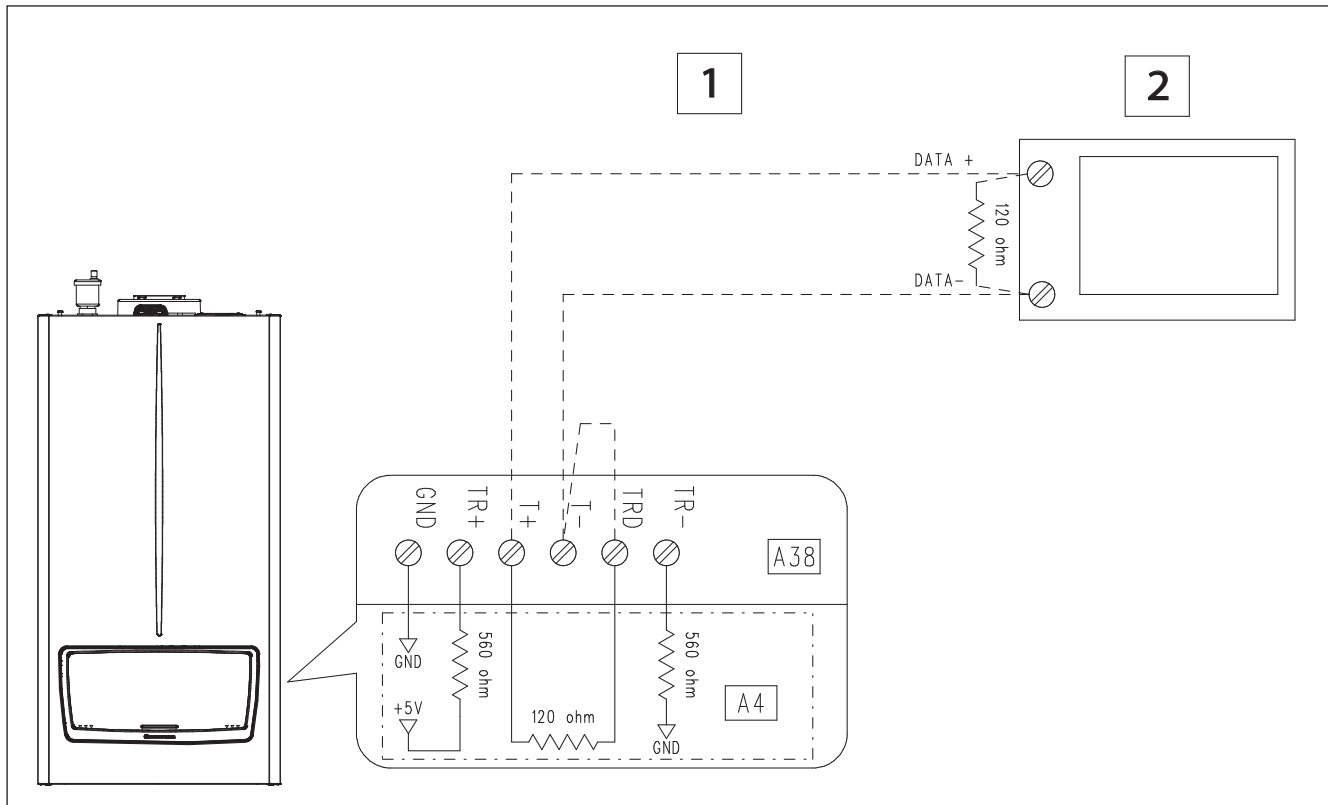 1
2
DATA +
120 ohm
DATA-
GND
TR+
T+
T-
TRD
TR-
A38
GND
560 ohm
560 ohm
+5V
120 ohm
A4
GND